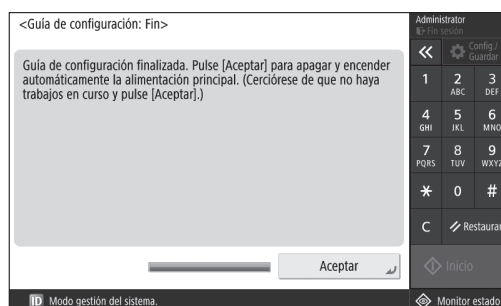 <Guía de configuración: Fin>
Guía de configuración finalizada. Pulse [Aceptar] para apagar y encender
automáticamente la alimentación principal. (Cerciórese de que no haya
trabajos en curso y pulse [Aceptar].)
Aceptar
ID Modo gestión del sistema.
Administrator
Fin sesión
Config./
Guardar
1 2 3
ABC DEF
4 5 6
GHI JKL MNO
7 8 9
PQRS TUV WXYZ
* 0 #
C Restaurar
Inicio
Monitor estado